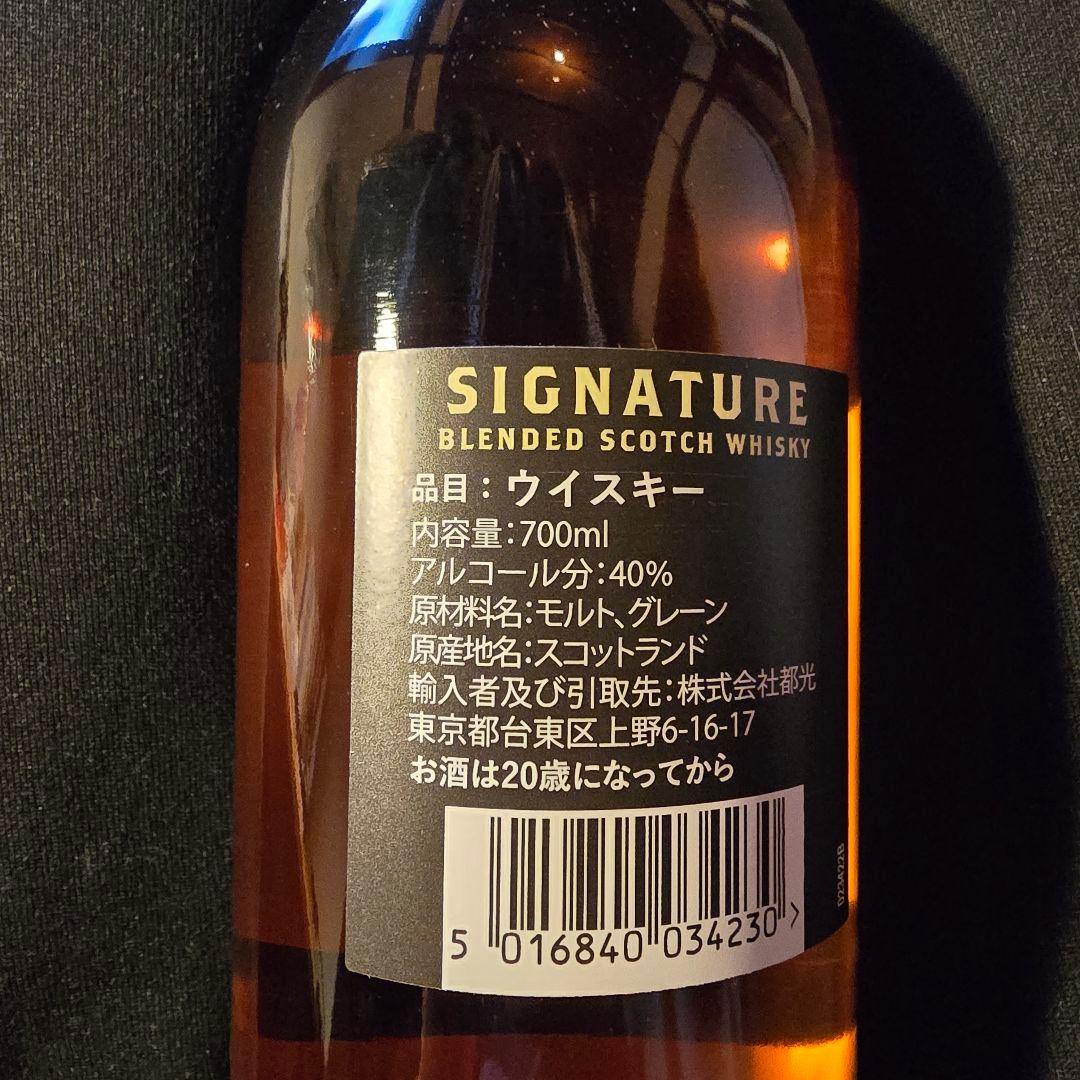 SIGNATURE
BLENDED SCOTCH WHISKY
品目：ウイスキー
内容量：700ml
アルコール分：40%
原材料名：モルト、グレーン
原産地名：スコットランド
輸入者及び引取先：株式会社都光
東京都台東区上野6-16-17
お酒は20歳になってから
5 016840 034230 >
D23A22B